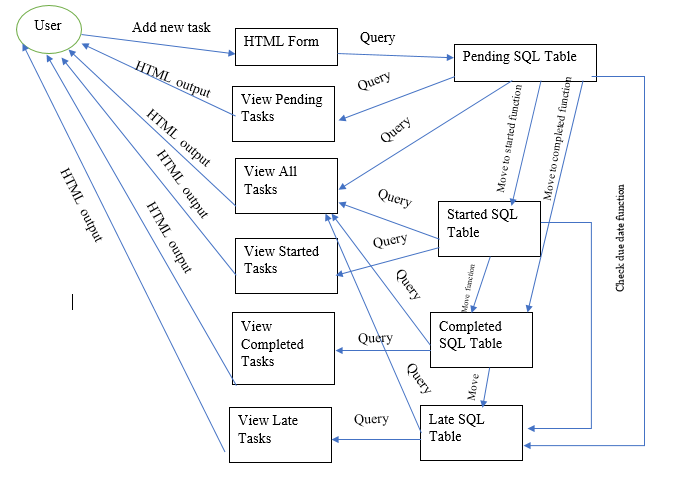 User
Add new task
HTML Form
Query
Pending SQL Table
HTML output
View Pending
Tasks
Query
Query
HTML output
View All
Tasks
Move to started function
Move to completed function
HTML output
Query
Started SQL
Table
Check due date function
HTML output
HTML output
View Started
Tasks
Query
Query
Move function
View
Completed
Tasks
Query
Completed
SQL Table
Query
Move
View Late
Tasks
Query
Late SQL
Table